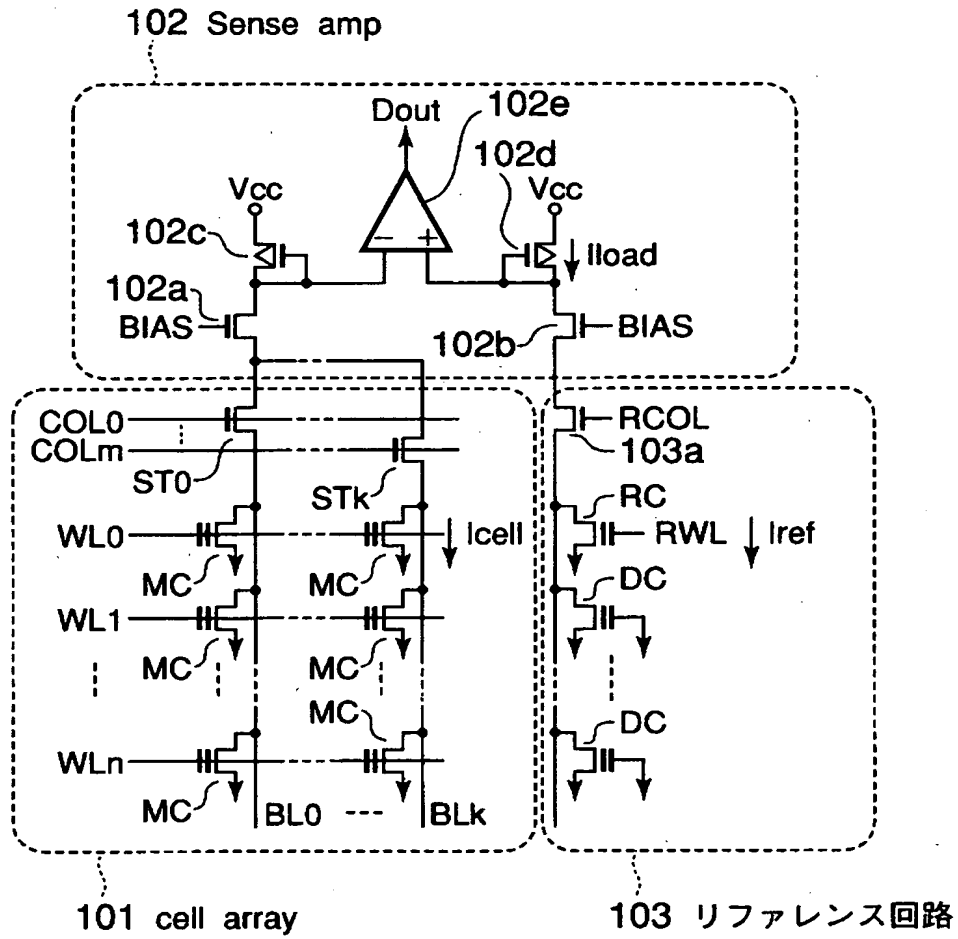 102 Sense amp
Dout
102e
102d
Vcc
Vcc
102c
− +
Iload
102a
BIAS
102b
BIAS
COL0
RCOL
COLm
103a
ST0
STk
RC
WL0
Icell
RWL
Iref
MC
MC
DC
WL1
MC
MC
MC
DC
WLn
MC
BL0
BLk
101 cell array
103 リファレンス回路